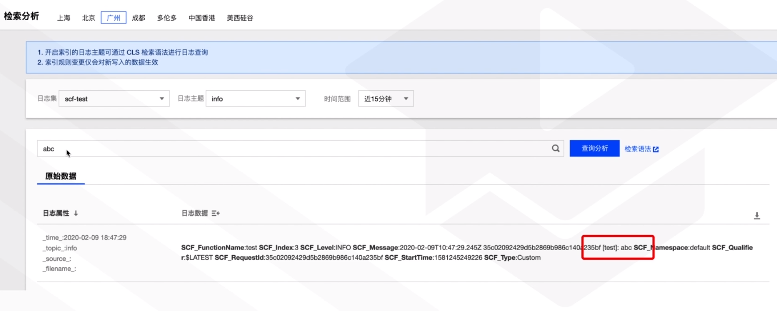 检索分析 上海 北京 广州 成都 多伦多 中国香港 美西硅谷
1. 开启索引的日志主题可通过 CLS 检索语法进行日志查询
2. 索引规则变更仅会对新写入的数据生效
日志集 scf-test 日志主题 info 时间范围 近15分钟
abc 查询分析 检索语法
原始数据
日志属性 日志数据
_time_:2020-02-09 18:47:29
_topic_:info
_source_:
_filename_:
SCF_FunctionName:test SCF_Index:3 SCF_Level:INFO SCF_Message:2020-02-09T10:47:29.245Z 35c02092429d5b2869b986c140a235bf [test]: abc SCF_Namespace:default SCF_Qualifie
r:$LATEST SCF_RequestId:35c02092429d5b2869b986c140a235bf SCF_StartTime:1581245249226 SCF_Type:Custom